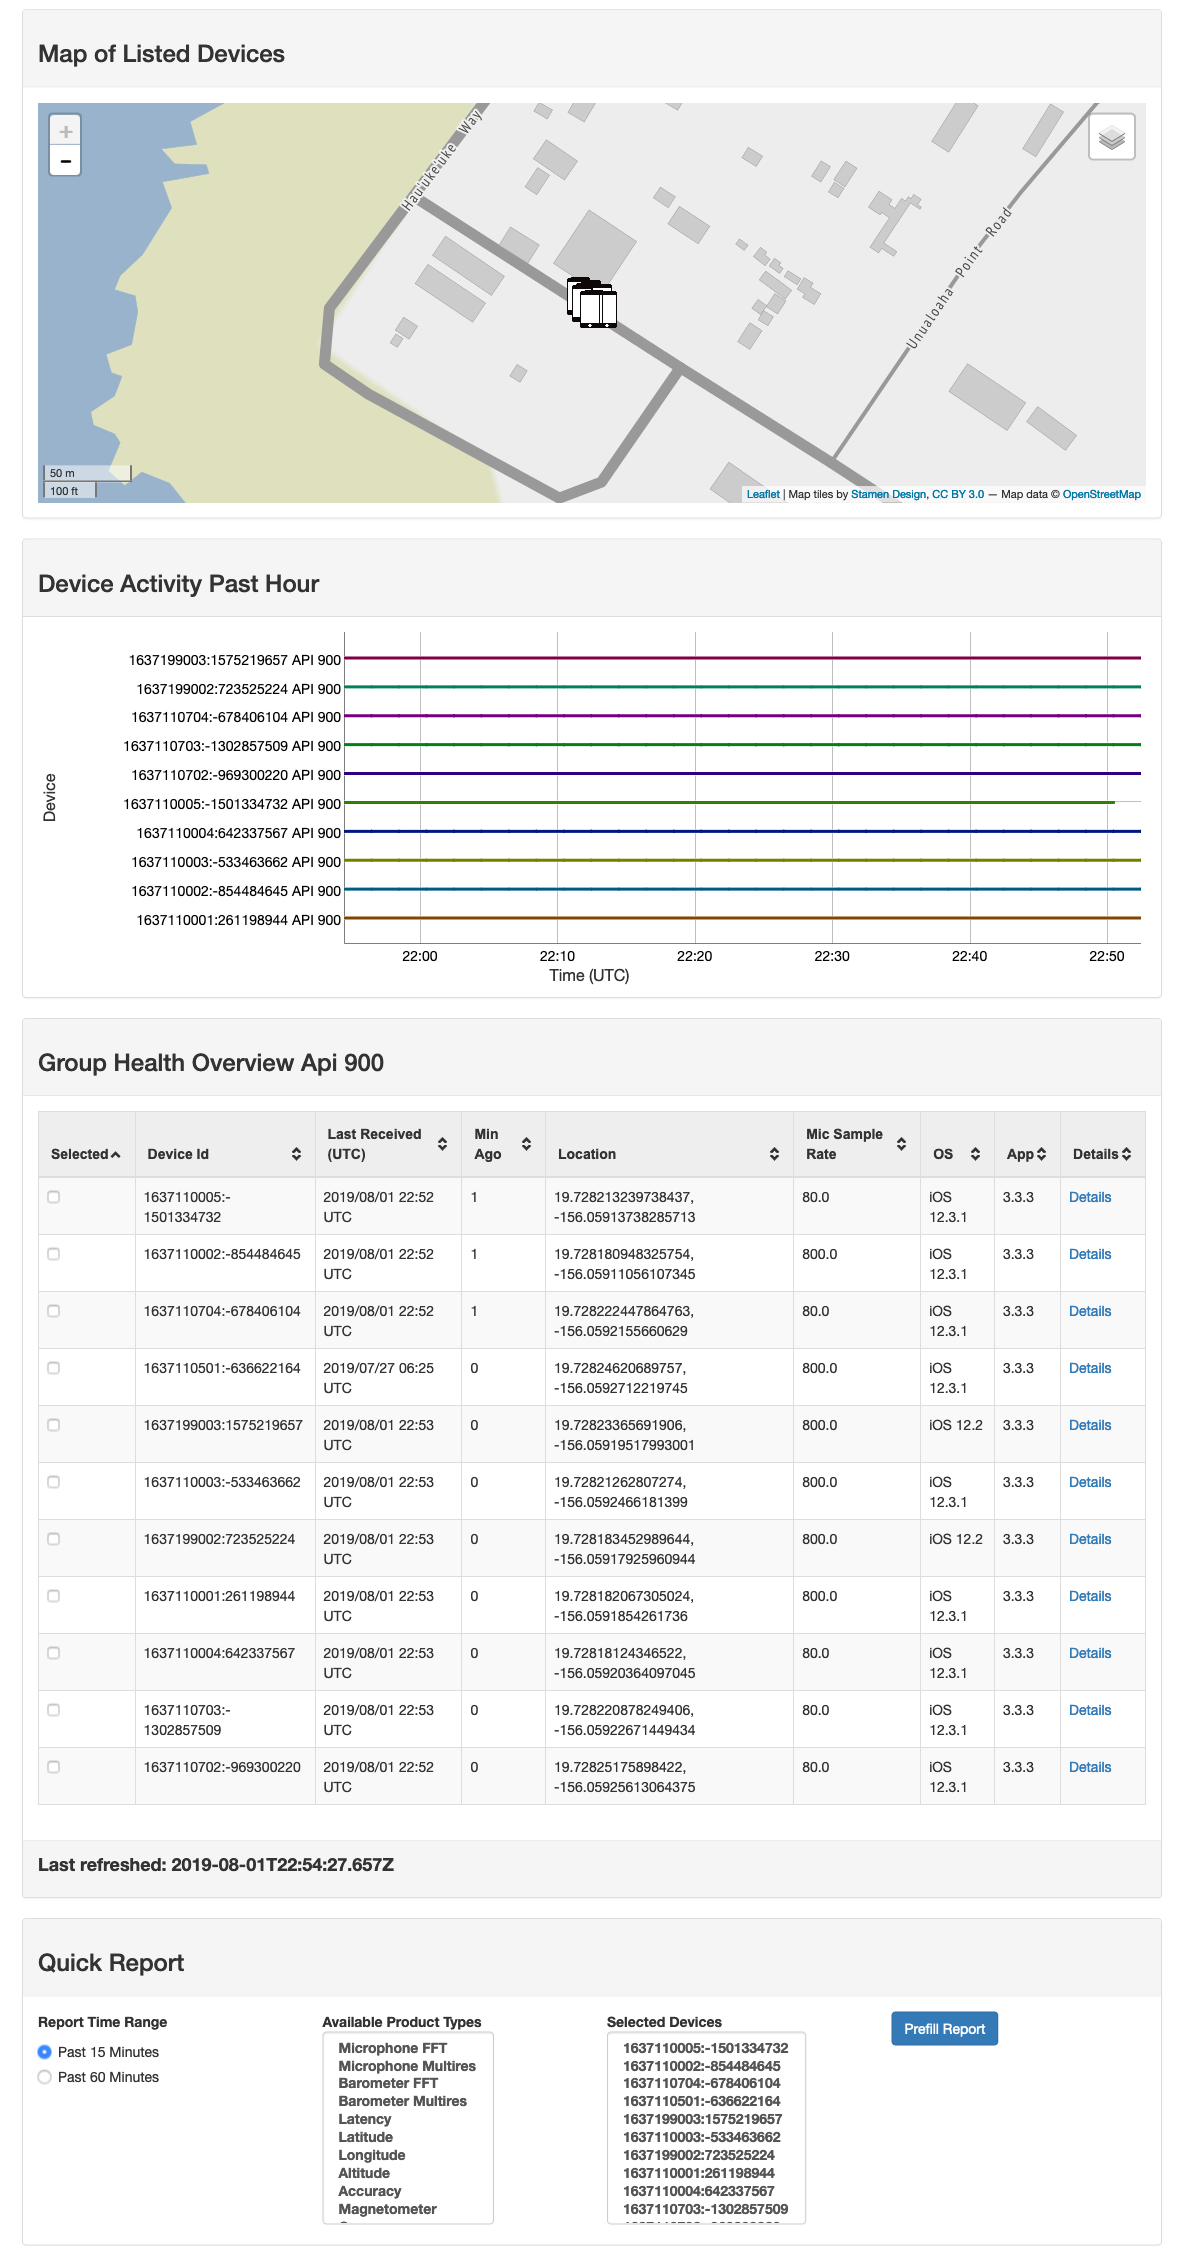 Map of Listed Devices
+
-
Haulukeluke Way
Unualoaha Point Road
50 m
100 ft
Leaflet | Map tiles by Stamen Design, CC BY 3.0 — Map data © OpenStreetMap
Device Activity Past Hour
Device
1637199003:1575219657 API 900
1637199002:723525224 API 900
1637110704:-678406104 API 900
1637110703:-1302857509 API 900
1637110702:-969300220 API 900
1637110005:-1501334732 API 900
1637110004:642337567 API 900
1637110003:-533463662 API 900
1637110002:-854484645 API 900
1637110001:261198944 API 900
22:00 22:10 22:20 22:30 22:40 22:50
Time (UTC)
Group Health Overview Api 900
Selected Device Id Last Received (UTC) Min Ago Location Mic Sample Rate OS App Details
1637110005:-1501334732 2019/08/01 22:52 UTC 1 19.728213239738437, -156.05913738285713 80.0 iOS 12.3.1 3.3.3 Details
1637110002:-854484645 2019/08/01 22:52 UTC 1 19.728180948325754, -156.05911056107345 800.0 iOS 12.3.1 3.3.3 Details
1637110704:-678406104 2019/08/01 22:52 UTC 1 19.728222447864763, -156.0592155660629 80.0 iOS 12.3.1 3.3.3 Details
1637110501:-636622164 2019/07/27 06:25 UTC 0 19.72824620689757, -156.0592712219745 800.0 iOS 12.3.1 3.3.3 Details
1637199003:1575219657 2019/08/01 22:53 UTC 0 19.72823365691906, -156.05919517993001 800.0 iOS 12.2 3.3.3 Details
1637110003:-533463662 2019/08/01 22:53 UTC 0 19.72821262807274, -156.0592466181399 800.0 iOS 12.3.1 3.3.3 Details
1637199002:723525224 2019/08/01 22:53 UTC 0 19.728183452989644, -156.05917925960944 800.0 iOS 12.2 3.3.3 Details
1637110001:261198944 2019/08/01 22:53 UTC 0 19.728182067305024, -156.0591854261736 800.0 iOS 12.3.1 3.3.3 Details
1637110004:642337567 2019/08/01 22:53 UTC 0 19.72818124346522, -156.05920364097045 80.0 iOS 12.3.1 3.3.3 Details
1637110703:-1302857509 2019/08/01 22:53 UTC 0 19.728220878249406, -156.05922671449434 80.0 iOS 12.3.1 3.3.3 Details
1637110702:-969300220 2019/08/01 22:52 UTC 0 19.72825175898422, -156.05925613064375 80.0 iOS 12.3.1 3.3.3 Details
Last refreshed: 2019-08-01T22:54:27.657Z
Quick Report
Report Time Range
Past 15 Minutes
Past 60 Minutes
Available Product Types
Microphone FFT
Microphone Multires
Barometer FFT
Barometer Multires
Latency
Latitude
Longitude
Altitude
Accuracy
Magnetometer
Selected Devices
1637110005:-1501334732
1637110002:-854484645
1637110704:-678406104
1637110501:-636622164
1637199003:1575219657
1637110003:-533463662
1637199002:723525224
1637110001:261198944
1637110004:642337567
1637110703:-1302857509
Prefill Report